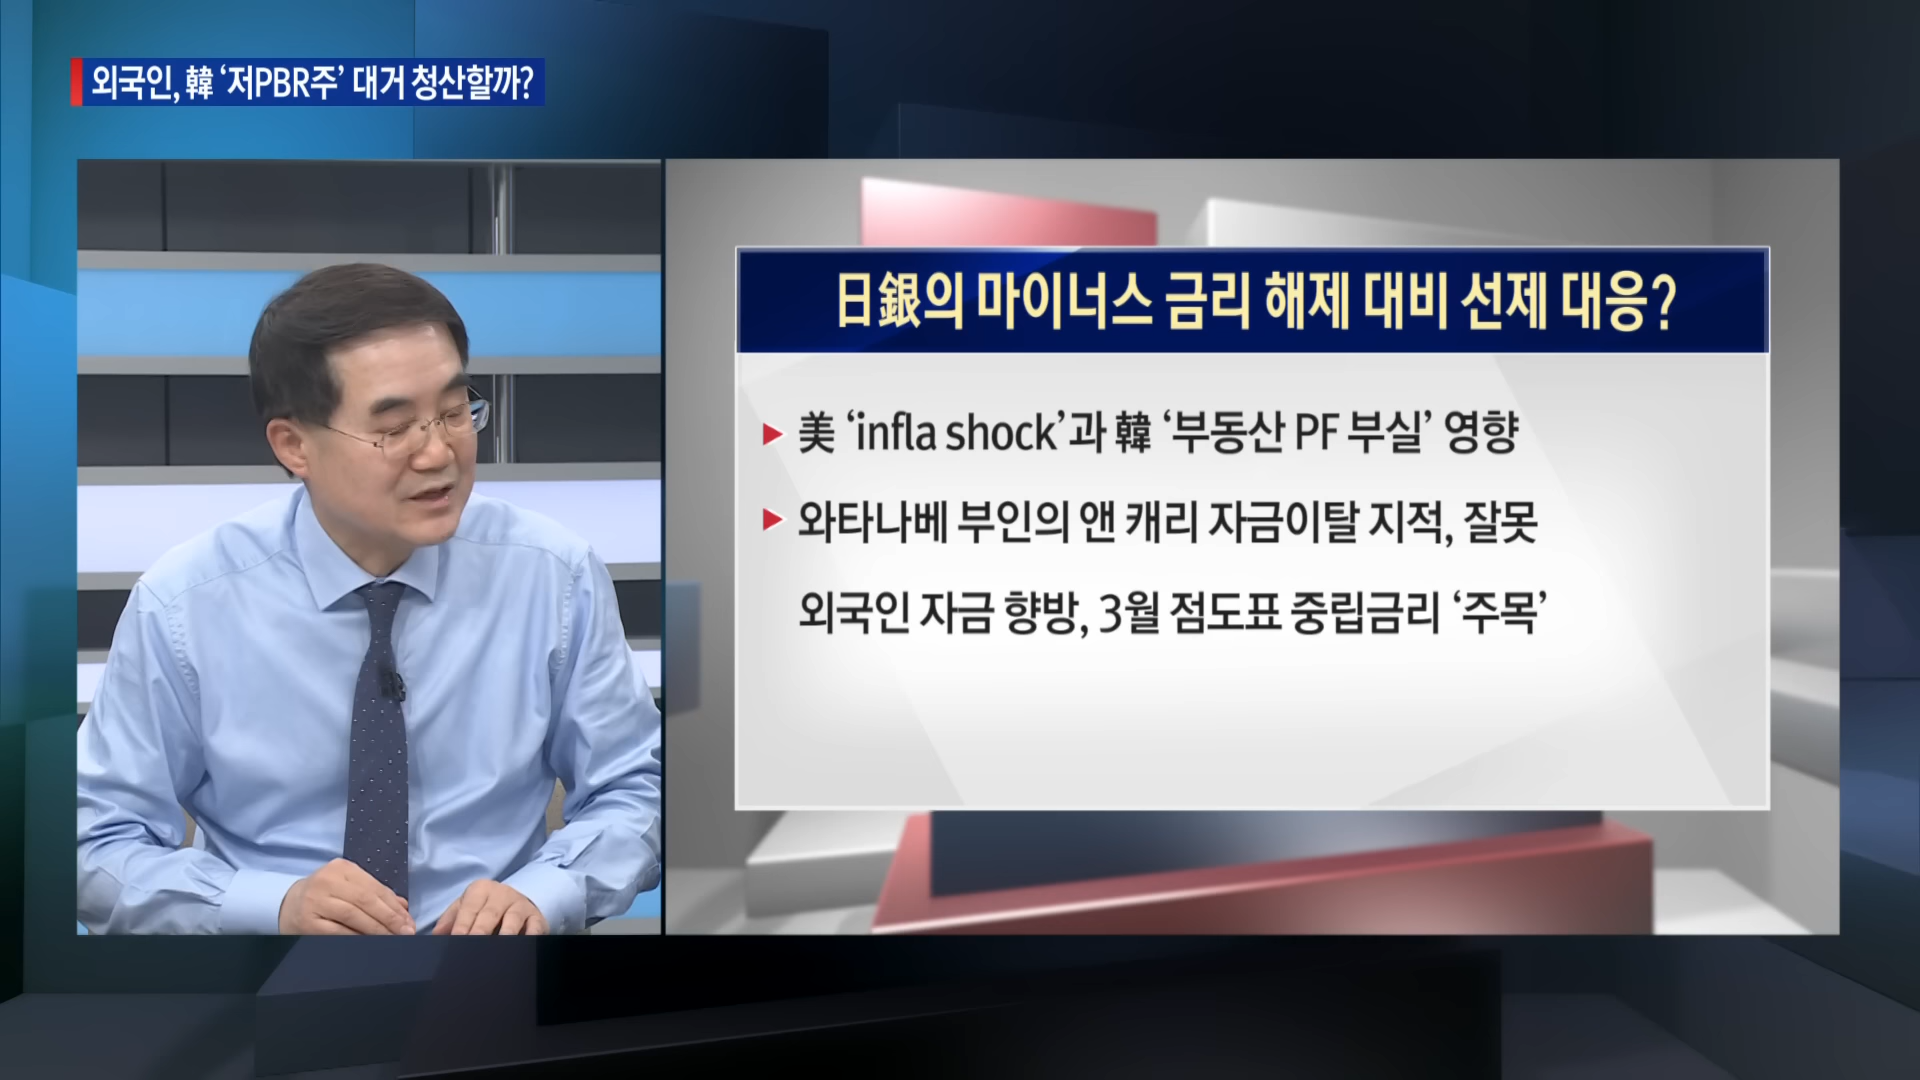 외국인, 韓 ‘저PBR주’ 대거 청산할까?
日銀의 마이너스 금리 해제 대비 선제 대응?
▶ 美 ‘infla shock’과 韓 ‘부동산 PF 부실’ 영향
▶ 와타나베 부인의 앤 캐리 자금이탈 지적, 잘못
외국인 자금 향방, 3월 점도표 중립금리 ‘주목’